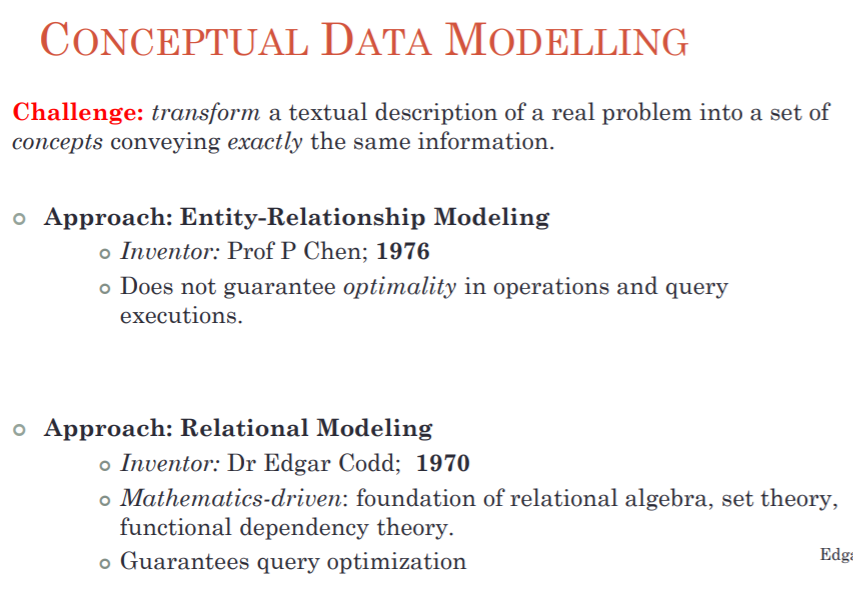 CONCEPTUAL DATA MODELLING
Challenge: transform a textual description of a real problem into a set of
concepts conveying exactly the same information.
Approach: Entity-Relationship Modeling
Inventor: Prof P Chen; 1976
Does not guarantee optimality in operations and query
executions.
Approach: Relational Modeling
Inventor: Dr Edgar Codd; 1970
Mathematics-driven: foundation of relational algebra, set theory,
functional dependency theory.
Guarantees query optimization